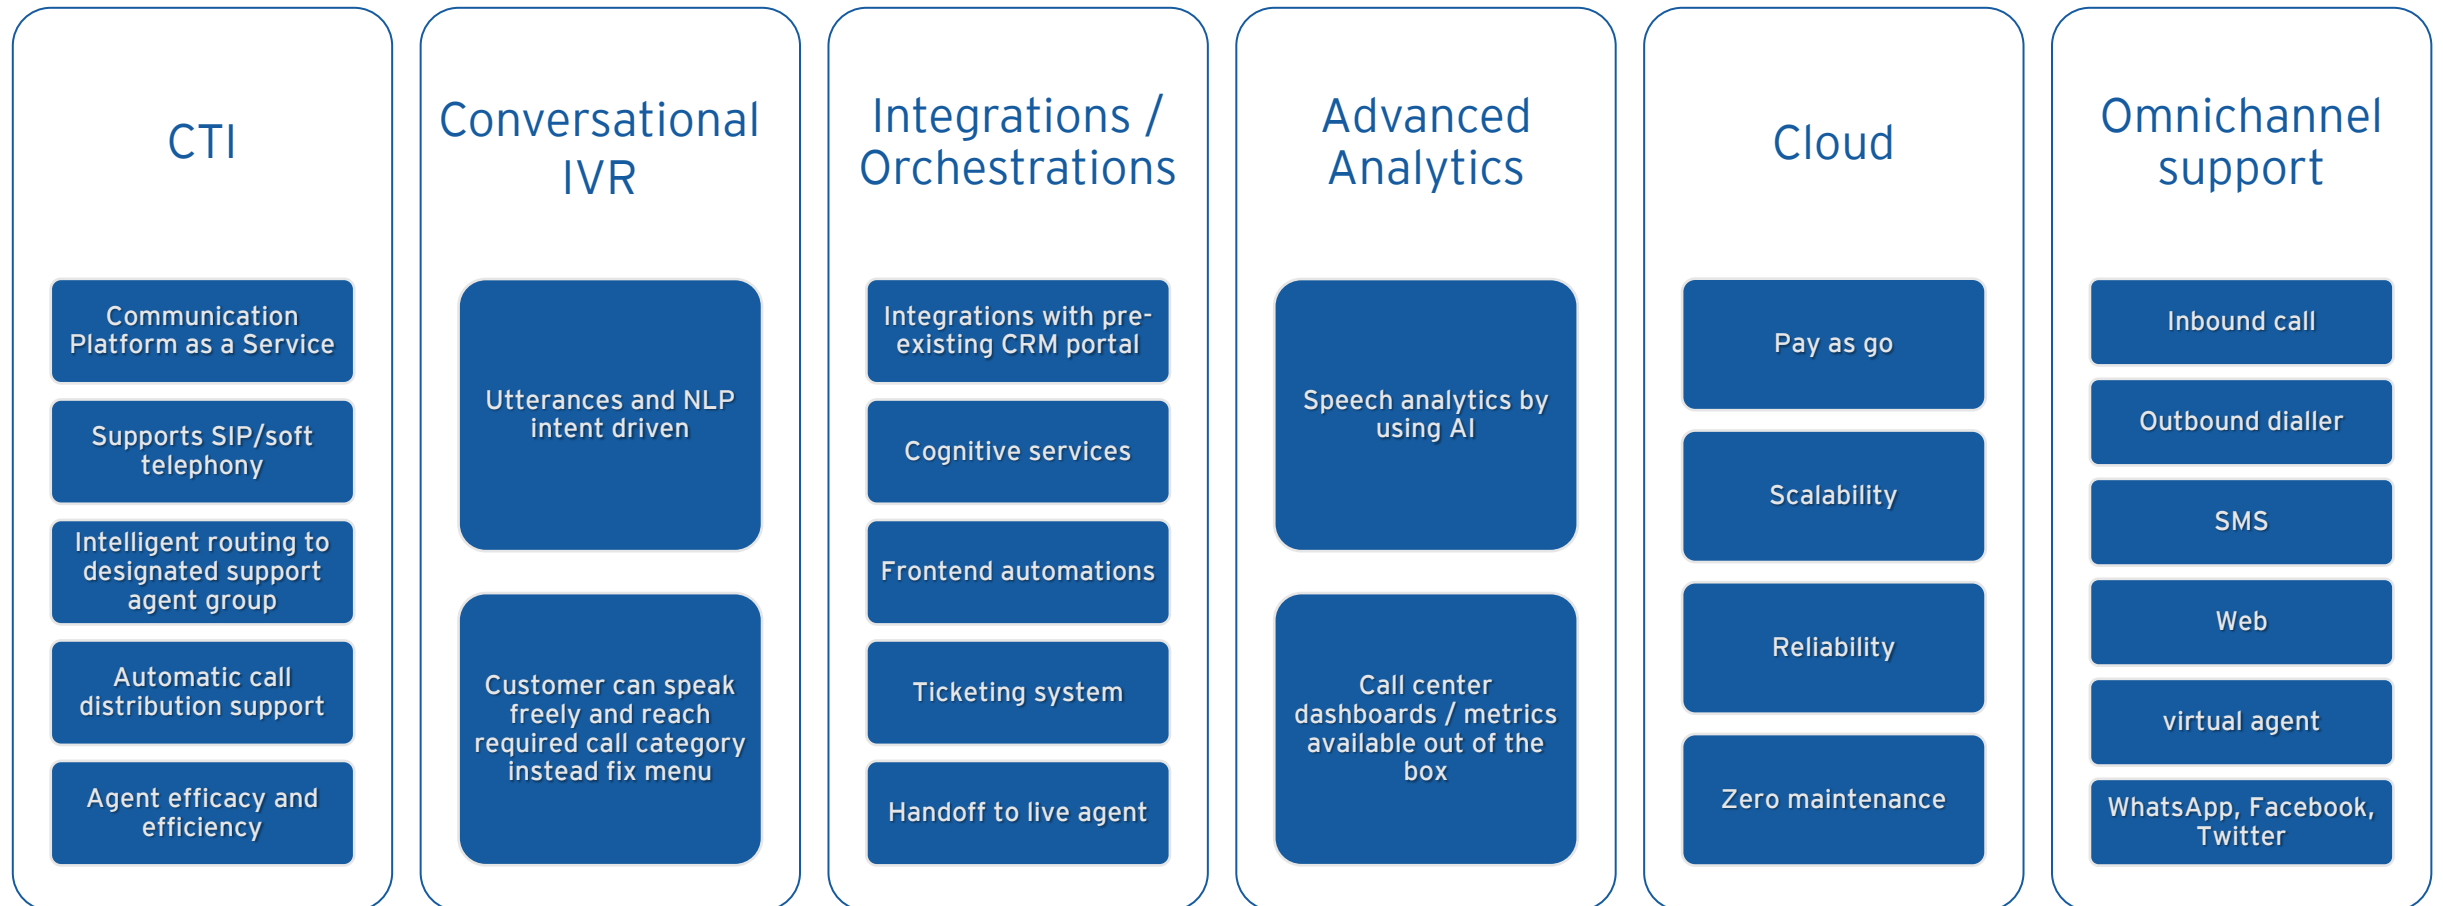 CTI
Communication
Platform as a Service
Supports SIP/soft
telephony
Intelligent routing to
designated support
agent group
Automatic call
distribution support
Agent efficacy and
efficiency
Conversational
IVR
Utterances and NLP
intent driven
Customer can speak
freely and reach
required call category
instead fix menu
Integrations /
Orchestrations
Integrations with pre-
existing CRM portal
Cognitive services
Frontend automations
Ticketing system
Handoff to live agent
Advanced
Analytics
Speech analytics by
using AI
Call center
dashboards / metrics
available out of the
box
Cloud
Pay as go
Scalability
Reliability
Zero maintenance
Omnichannel
support
Inbound call
Outbound dialler
SMS
Web
virtual agent
WhatsApp, Facebook,
Twitter